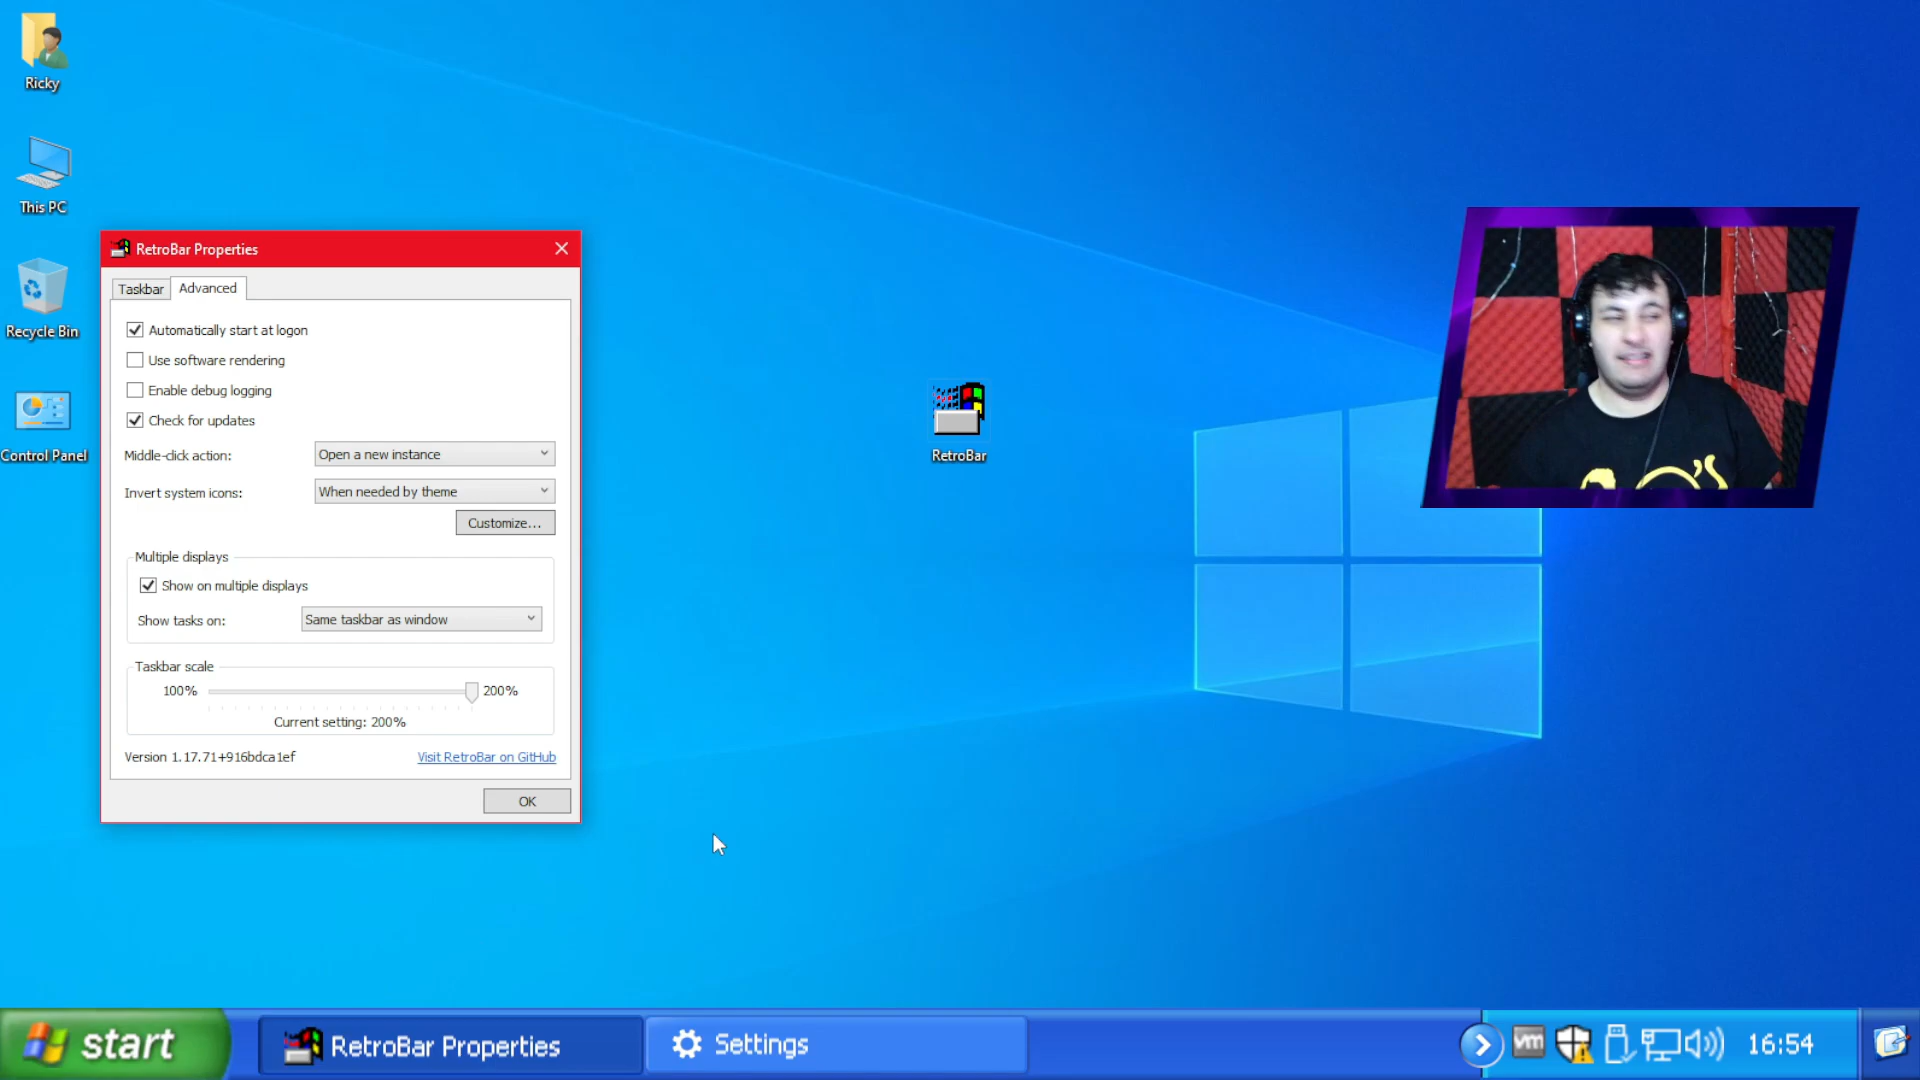 Ricky
This PC
Recycle Bin
Control Panel
RetroBar Properties
Taskbar
Advanced
Automatically start at logon
Use software rendering
Enable debug logging
Check for updates
Middle-click action:
Open a new instance
Invert system icons:
When needed by theme
Customize...
Multiple displays
Show on multiple displays
Show tasks on:
Same taskbar as window
Taskbar scale
100%
200%
Current setting: 200%
Version 1.17.71+916bdca1ef
Visit RetroBar on GitHub
OK
RetroBar
start
RetroBar Properties
Settings
vm
16:54